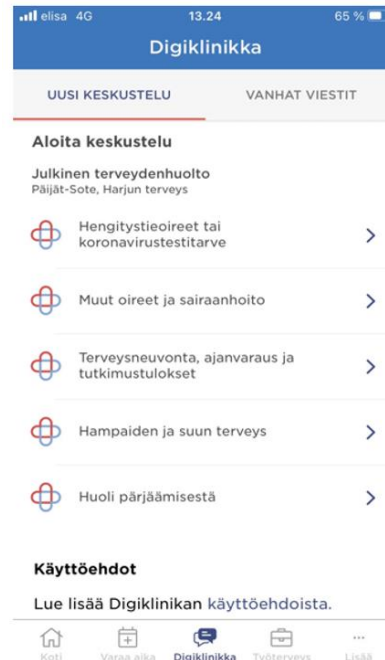 elisa 4G 13.24 65 %
Digiklinikka
UUSI KESKUSTELU VANHAT VIESTIT
Aloita keskustelu
Julkinen terveydenhuolto
Päijät-Sote, Harjun terveys
Hengitystieoireet tai
koronavirustestitarve
Muut oireet ja sairaanhoito
Terveysneuvonta, ajanvaraus ja
tutkimustulokset
Hampaiden ja suun terveys
Huoli pärjäämisestä
Käyttöehdot
Lue lisää Digiklinikan käyttöehdoista.
Koti Varaa aika Digiklinikka Työterveys Lisää